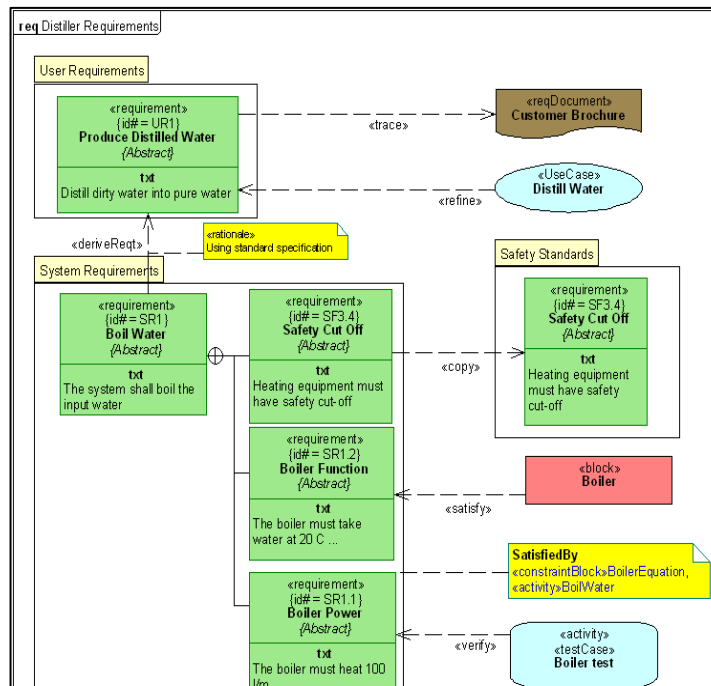 req Distiller Requirements
User Requirements
«requirement»
{id# = UR1}
Produce Distilled Water
{Abstract}
txt
Distill dirty water into pure water
«trace»
«reqDocument»
Customer Brochure
«UseCase»
Distill Water
«refine»
«deriveReqt»
«rationale»
Using standard specification
System Requirements
«requirement»
{id# = SR1}
Boil Water
{Abstract}
txt
The system shall boil the
input water
«requirement»
{id# = SF3.4}
Safety Cut Off
{Abstract}
txt
Heating equipment must
have safety cut-off
«copy»
Safety Standards
«requirement»
{id# = SF3.4}
Safety Cut Off
{Abstract}
txt
Heating equipment
must have safety
cut-off
«requirement»
{id# = SR1.2}
Boiler Function
{Abstract}
txt
The boiler must take
water at 20 C ...
«satisfy»
«block»
Boiler
SatisfiedBy
«constraintBlock»BoilerEquation,
«activity»BoilWater
«requirement»
{id# = SR1.1}
Boiler Power
{Abstract}
txt
The boiler must heat 100
l/m
«verify»
«activity»
«testCase»
Boiler test